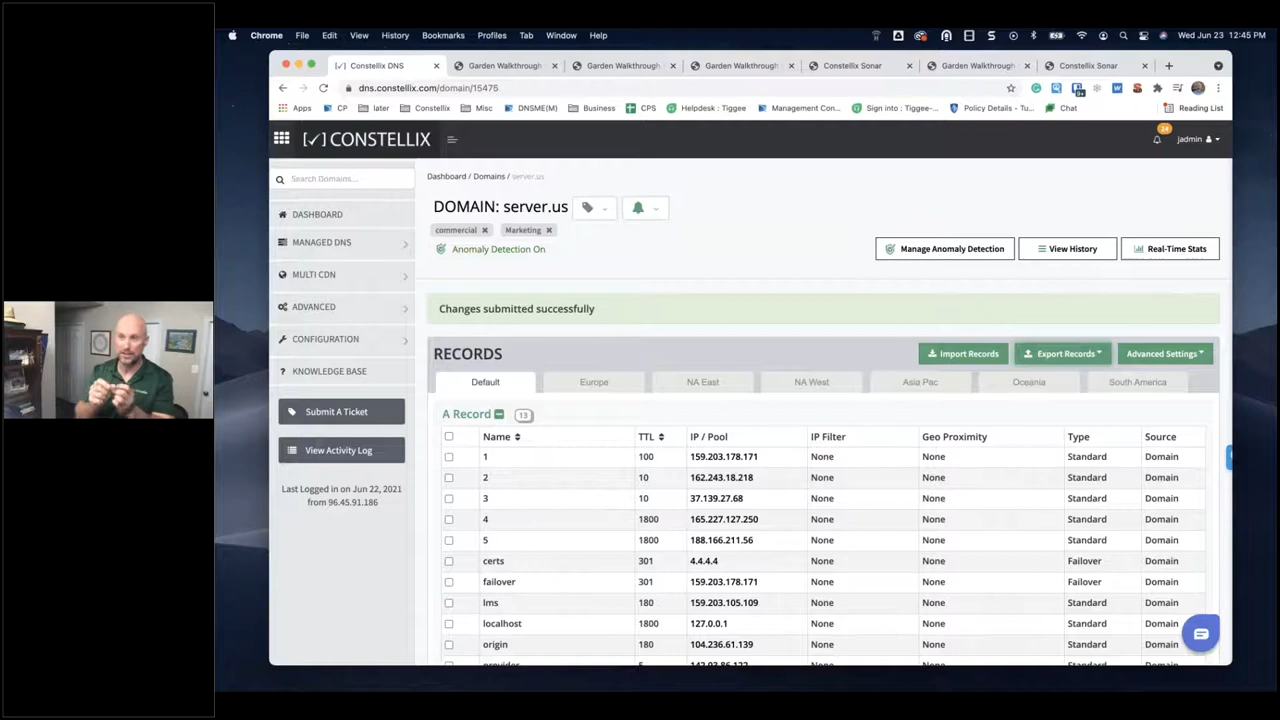 Chrome File Edit View History Bookmarks Profiles Tab Window Help Wed Jun 23 12:45 PM
Constellix DNS Garden Walkthrough Garden Walkthrough Garden Walkthrough Constellix Sonar Garden Walkthrough Constellix Sonar
dns.constellix.com/domain/15475
Apps CP later Constellix Misc DNSME(M) Business CPS Helpdesk : Tiggee Management Con... Sign into : Tiggee-... Policy Details - Tu... Chat Reading List
CONSTELLIX 24 jadmin
Search Domains...
DASHBOARD
MANAGED DNS
MULTI CDN
ADVANCED
CONFIGURATION
KNOWLEDGE BASE
Submit A Ticket
View Activity Log
Last Logged in on Jun 22, 2021
from 96.45.91.186
Dashboard / Domains / server.us
DOMAIN: server.us
commercial Marketing
Anomaly Detection On
Manage Anomaly Detection View History Real-Time Stats
Changes submitted successfully
RECORDS Import Records Export Records Advanced Settings
Default Europe NA East NA West Asia Pac Oceania South America
A Record 13
Name TTL IP / Pool IP Filter Geo Proximity Type Source
1 100 159.203.178.171 None None Standard Domain
2 10 162.243.18.218 None None Standard Domain
3 10 37.139.27.68 None None Standard Domain
4 1800 165.227.127.250 None None Standard Domain
5 1800 188.166.211.56 None None Standard Domain
certs 301 4.4.4.4 None None Failover Domain
failover 301 159.203.178.171 None None Failover Domain
lms 180 159.203.105.109 None None Standard Domain
localhost 1800 127.0.0.1 None None Standard Domain
origin 180 104.236.61.139 None None Standard Domain